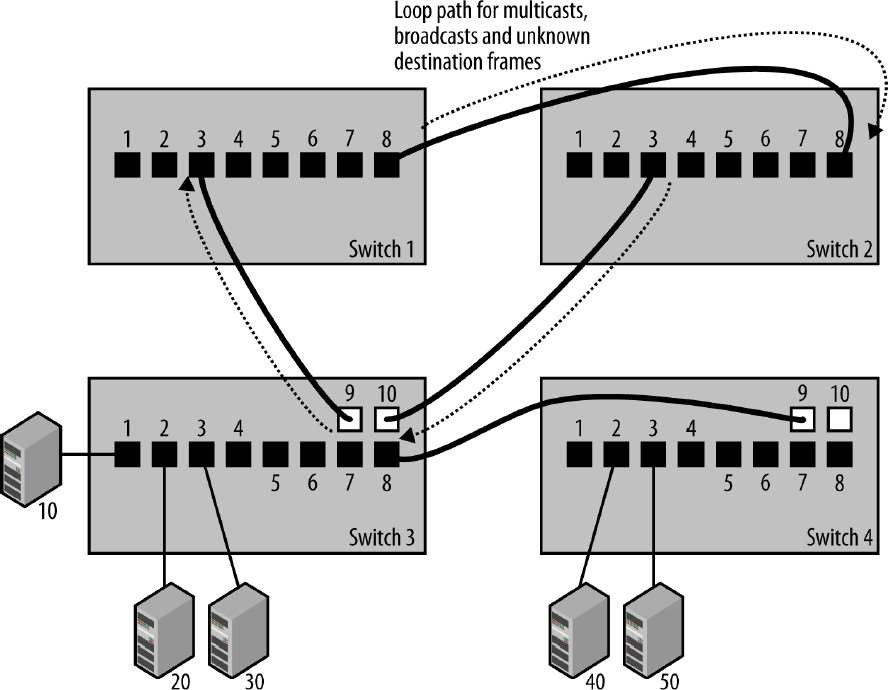 Loop path for multicasts,
broadcasts and unknown
destination frames
1 2 3 4 5 6 7 8
Switch 1
1 2 3 4 5 6 7 8
Switch 2
9 10
1 2 3 4
5 6 7 8
Switch 3
9 10
1 2 3 4
5 6 7 8
Switch 4
10
20
30
40
50